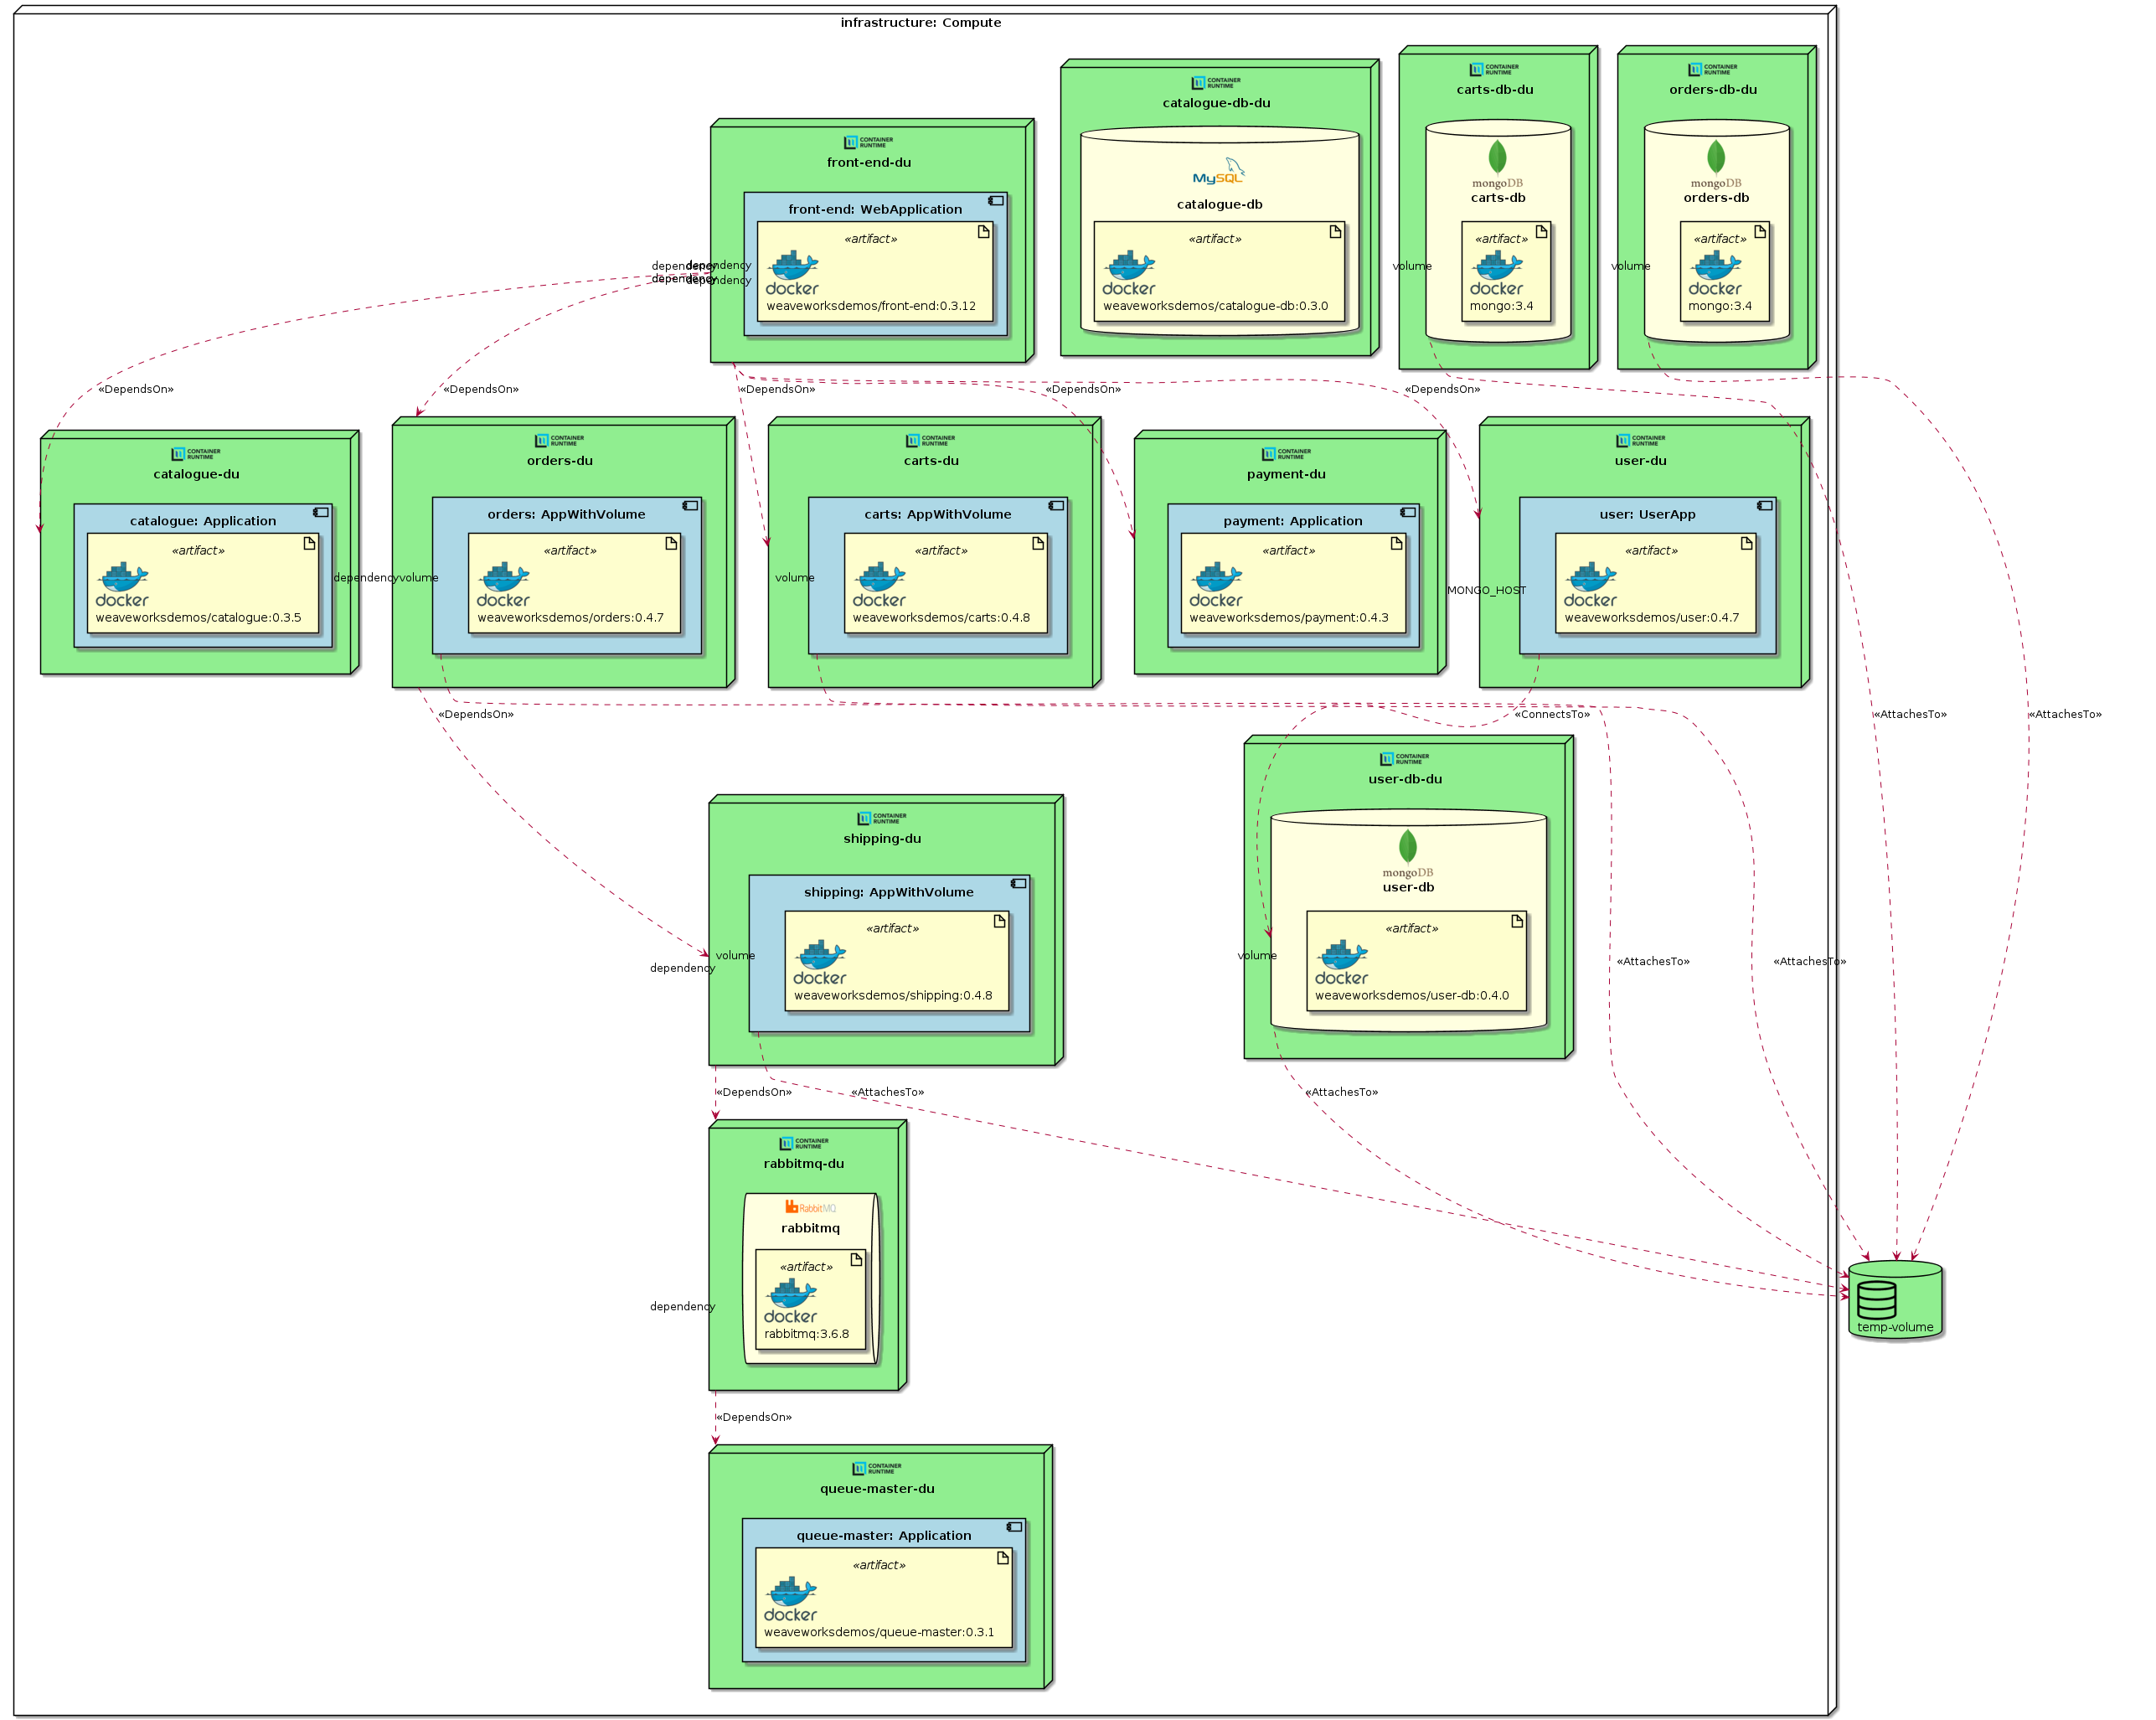 infrastructure: Compute
CONTAINER
RUNTIME
front-end-du
front-end: WebApplication
«artifact»
docker
weaveworksdemos/front-end:0.3.12
CONTAINER
RUNTIME
catalogue-db-du
MySQL
catalogue-db
«artifact»
docker
weaveworksdemos/catalogue-db:0.3.0
CONTAINER
RUNTIME
carts-db-du
mongoDB
carts-db
«artifact»
docker
mongo:3.4
volume
CONTAINER
RUNTIME
orders-db-du
mongoDB
orders-db
«artifact»
docker
mongo:3.4
volume
dependency
dependency
dependency
dependency
«DependsOn»
«DependsOn»
«DependsOn»
«DependsOn»
«DependsOn»
CONTAINER
RUNTIME
catalogue-du
catalogue: Application
«artifact»
docker
weaveworksdemos/catalogue:0.3.5
CONTAINER
RUNTIME
orders-du
orders: AppWithVolume
«artifact»
docker
weaveworksdemos/orders:0.4.7
dependency
volume
CONTAINER
RUNTIME
carts-du
carts: AppWithVolume
«artifact»
docker
weaveworksdemos/carts:0.4.8
volume
CONTAINER
RUNTIME
payment-du
payment: Application
«artifact»
docker
weaveworksdemos/payment:0.4.3
CONTAINER
RUNTIME
user-du
user: UserApp
«artifact»
docker
weaveworksdemos/user:0.4.7
MONGO_HOST
«DependsOn»
«ConnectsTo»
«AttachesTo»
«AttachesTo»
CONTAINER
RUNTIME
shipping-du
shipping: AppWithVolume
«artifact»
docker
weaveworksdemos/shipping:0.4.8
volume
dependency
CONTAINER
RUNTIME
user-db-du
mongoDB
user-db
«artifact»
docker
weaveworksdemos/user-db:0.4.0
volume
«AttachesTo»
«AttachesTo»
«DependsOn»
«AttachesTo»
«AttachesTo»
CONTAINER
RUNTIME
rabbitmq-du
RabbitMQ
rabbitmq
«artifact»
docker
rabbitmq:3.6.8
dependency
temp-volume
«DependsOn»
CONTAINER
RUNTIME
queue-master-du
queue-master: Application
«artifact»
docker
weaveworksdemos/queue-master:0.3.1